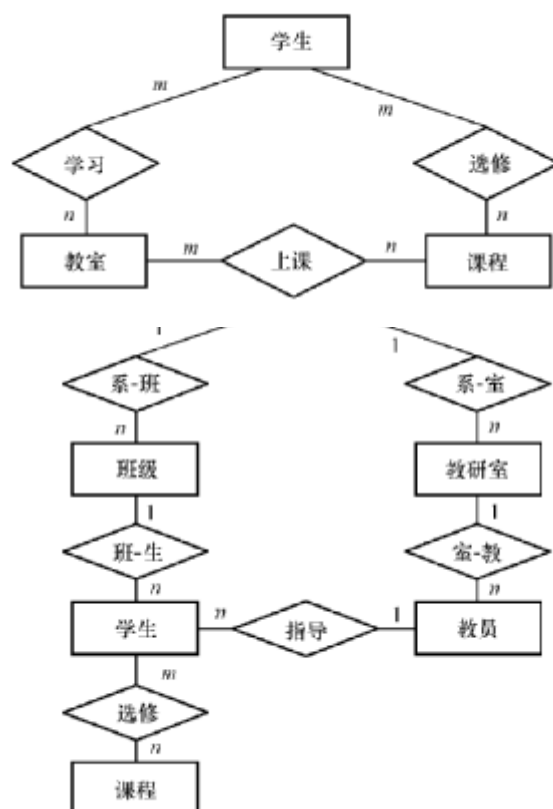 学生
m m
学习 选修
n n
教室 m 上课 n 课程
1 1
系-班 系-室
n n
班级 教研室
1 1
班-生 室-教
n n
学生 n 指导 1 教员
m
选修
n
课程